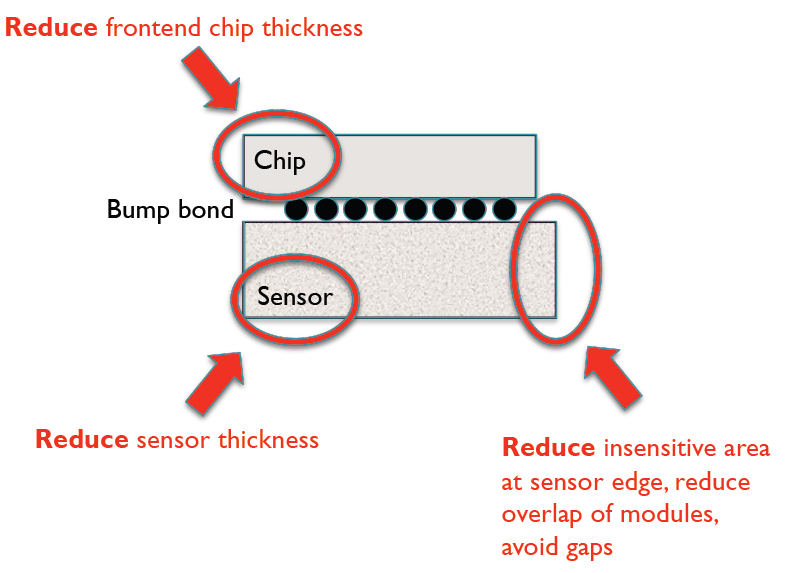 Reduce frontend chip thickness
Chip
Bump bond
Sensor
Reduce sensor thickness
Reduce insensitive area
at sensor edge, reduce
overlap of modules,
avoid gaps